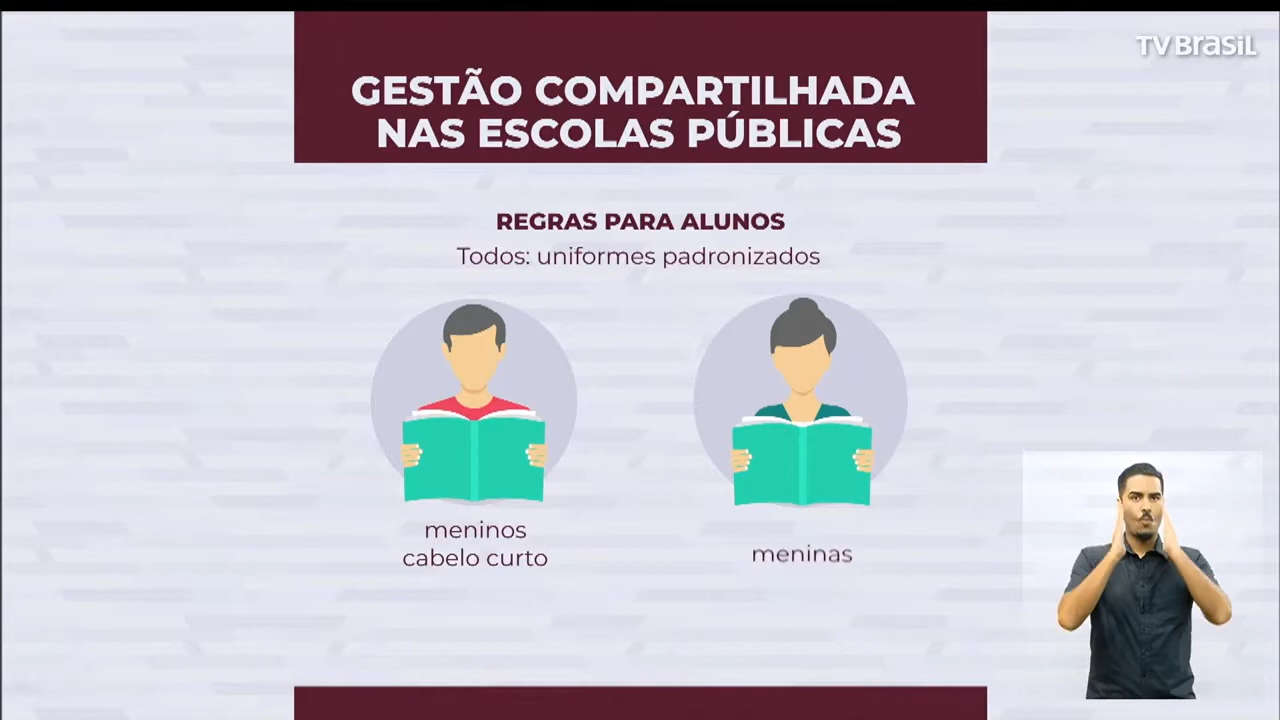 TV BRASIL
GESTÃO COMPARTILHADA
NAS ESCOLAS PÚBLICAS
REGRAS PARA ALUNOS
Todos: uniformes padronizados
meninos
cabelo curto
meninas